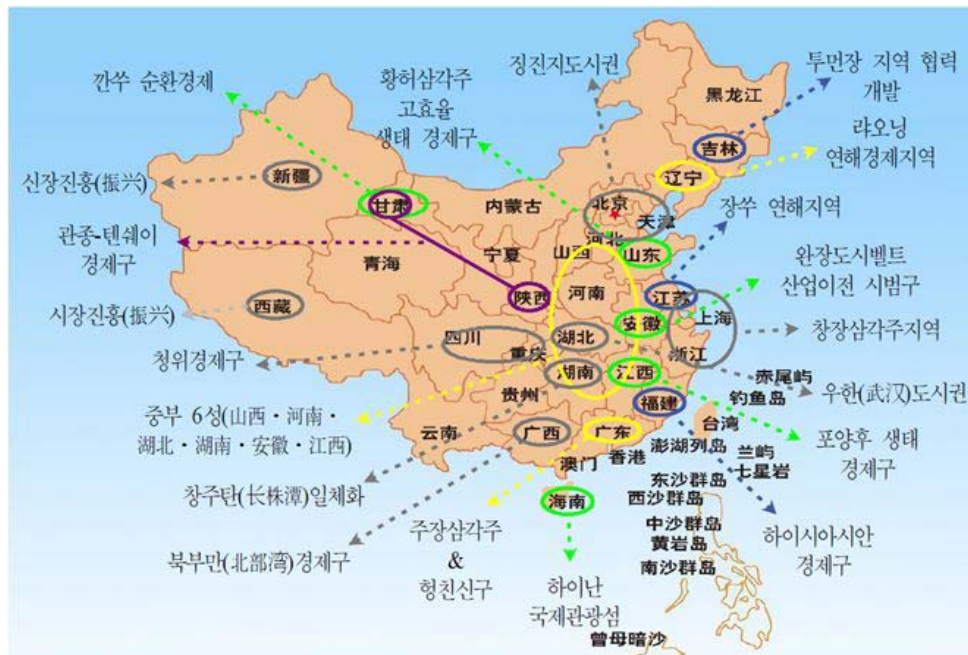 징진지도시권
투먼장 지역 협력
개발
깐쑤 순환경제
황허삼각주
고효율
생태 경제구
黑龙江
랴오닝
연해경제지역
吉林
신장진흥(振兴)
新疆
辽宁
甘肃
内蒙古
北京
天津
장쑤 연해지역
관종-텐쉐이
경제구
河北
山西
山东
宁夏
青海
완장도시벨트
산업이전 시범구
陕西
河南
江苏
西藏
시장진흥(振兴)
安徽
上海
창장삼각주지역
四川
重庆
湖北
浙江
청위경제구
湖南
江西
赤尾屿
钓鱼岛
우한(武汉)도시권
贵州
福建
중부 6성(山西·河南·
湖北·湖南·安徽·江西)
云南
广西
广东
台湾
포양후 생태
경제구
香港
澎湖列岛
兰屿
七星岩
澳门
东沙群岛
창주탄(长株潭)일체화
海南
西沙群岛
中沙群岛
黄岩岛
하이시아시안
경제구
북부만(北部湾)경제구
주장삼각주
&
헝친신구
南沙群岛
하이난
국제관광섬
曾母暗沙